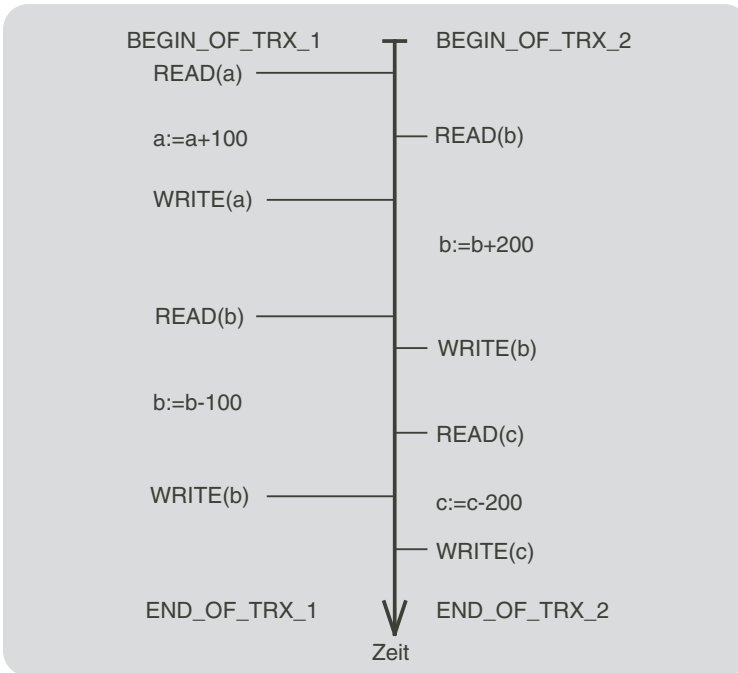 BEGIN_OF_TRX_1 BEGIN_OF_TRX_2
READ(a)
READ(b)
a:=a+100
WRITE(a)
b:=b+200
READ(b)
WRITE(b)
b:=b-100
READ(c)
WRITE(b)
c:=c-200
WRITE(c)
END_OF_TRX_1 END_OF_TRX_2
Zeit